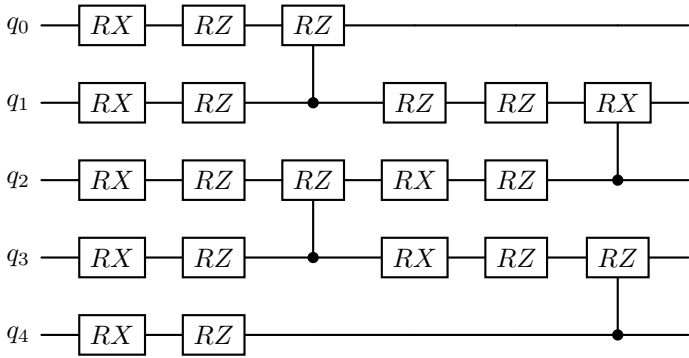 q0 RX RZ RZ
q1 RX RZ RZ RZ RX
q2 RX RZ RZ RX RZ
q3 RX RZ RX RZ RZ
q4 RX RZ